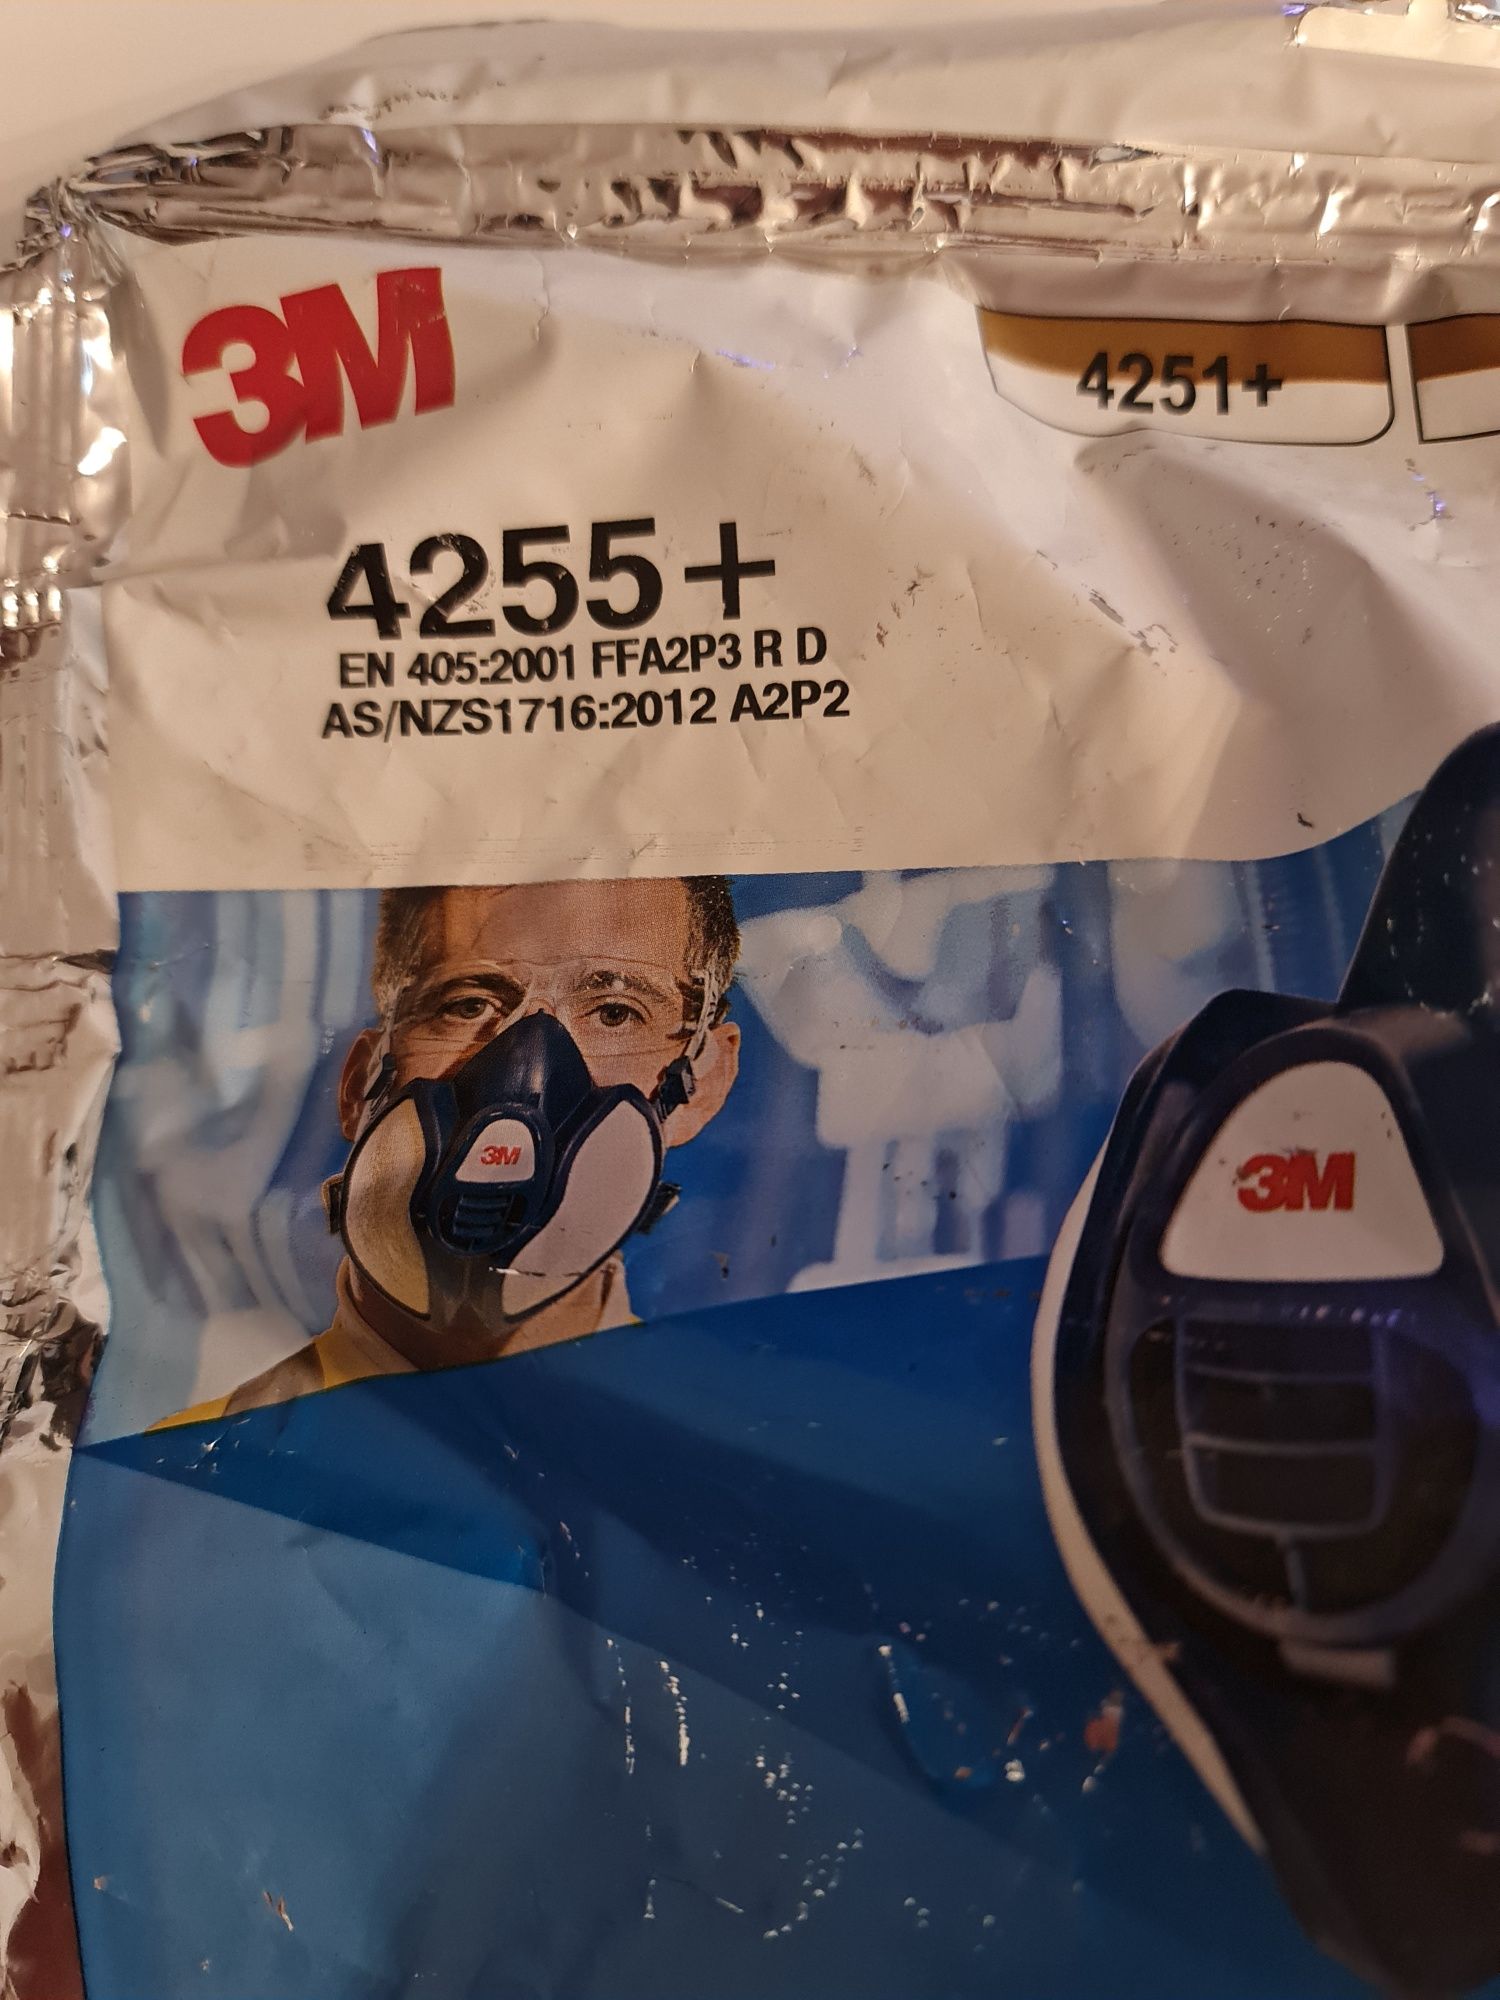 3M
4251+
4255+
EN 405:2001 FFA2P3 R D
AS/NZS1716:2012 A2P2
3M
3M